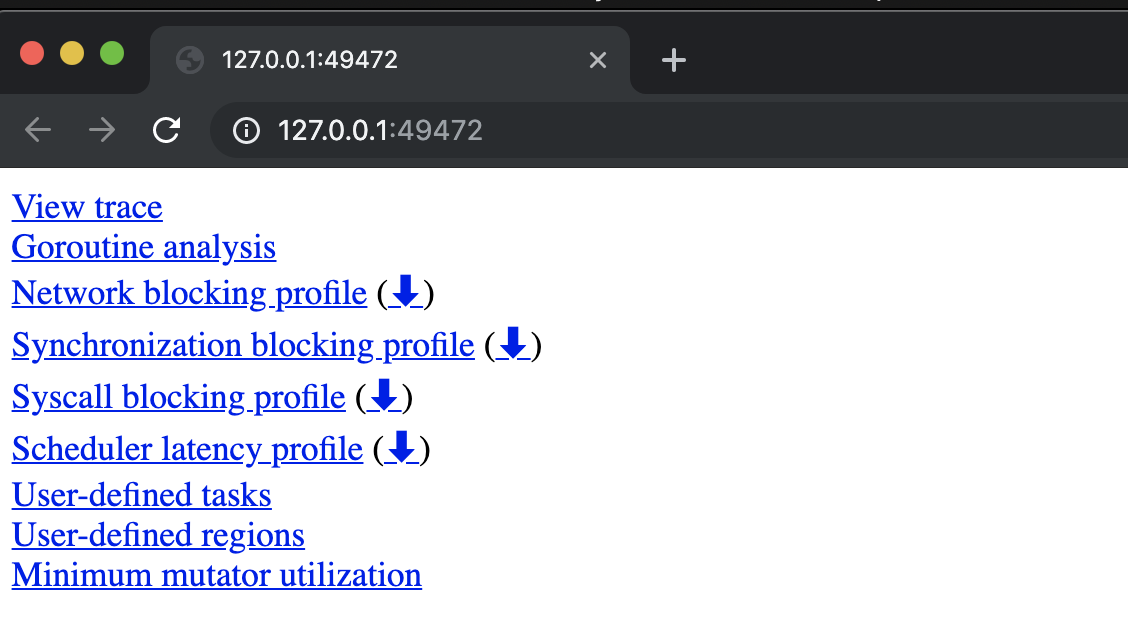 127.0.0.1:49472
127.0.0.1:49472
View trace
Goroutine analysis
Network blocking profile (⬇)
Synchronization blocking profile (⬇)
Syscall blocking profile (⬇)
Scheduler latency profile (⬇)
User-defined tasks
User-defined regions
Minimum mutator utilization